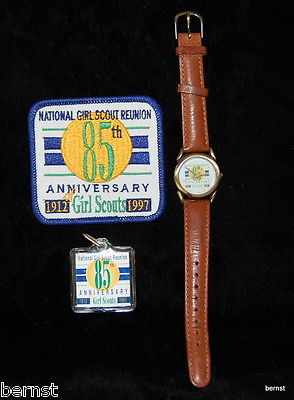 NATIONAL GIRL SCOUT REUNION
85th
ANNIVERSARY
1912 Girl Scouts 1997
National Girl Scout Reunion
85th
ANNIVERSARY
Girl Scouts
bernst
bernst